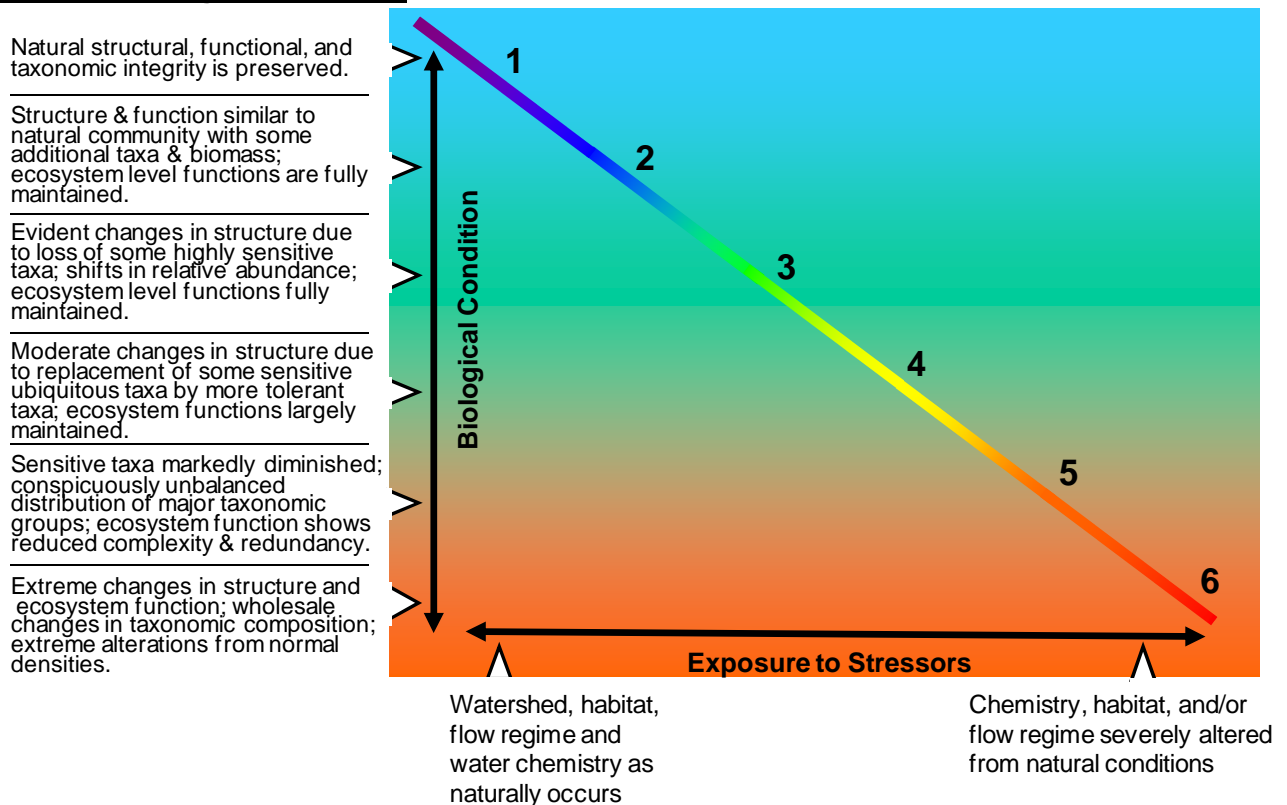 Natural structural, functional, and
taxonomic integrity is preserved.
Structure & function similar to
natural community with some
additional taxa & biomass;
ecosystem level functions are fully
maintained.
Evident changes in structure due
to loss of some highly sensitive
taxa; shifts in relative abundance;
ecosystem level functions fully
maintained.
Moderate changes in structure due
to replacement of some sensitive
ubiquitous taxa by more tolerant
taxa; ecosystem functions largely
maintained.
Sensitive taxa markedly diminished;
conspicuously unbalanced
distribution of major taxonomic
groups; ecosystem function shows
reduced complexity & redundancy.
Extreme changes in structure and
ecosystem function; wholesale
changes in taxonomic composition;
extreme alterations from normal
densities.
Biological Condition
1
2
3
4
5
6
Exposure to Stressors
Watershed, habitat,
flow regime and
water chemistry as
naturally occurs
Chemistry, habitat, and/or
flow regime severely altered
from natural conditions